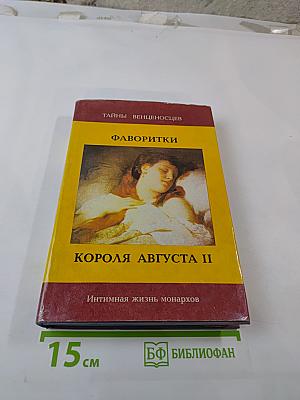 ТАЙНЫ ВЕНЦЕНОСЦЕВ
ФАВОРИТКИ
КОРОЛЯ АВГУСТА II
Интимная жизнь монархов
15 см
БФ БИБЛИОФАН